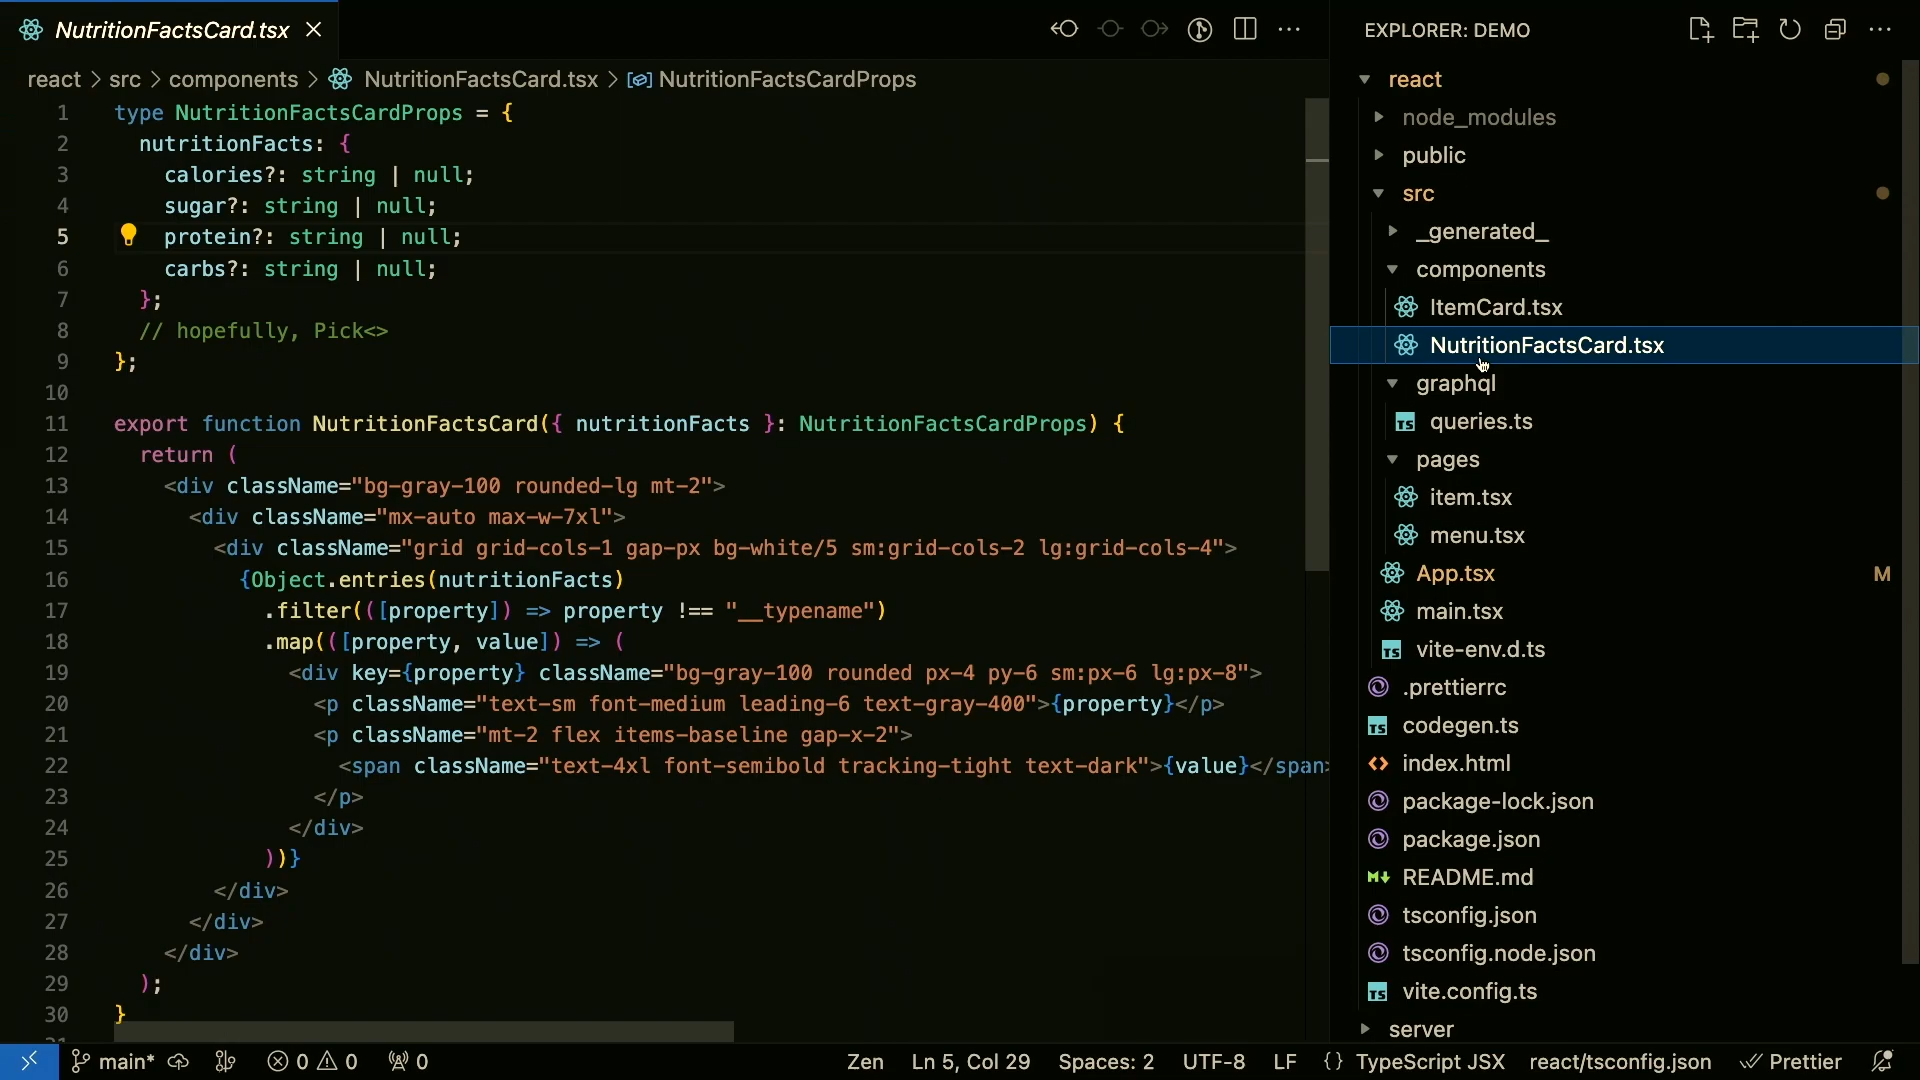 NutritionFactsCard.tsx
react > src > components > NutritionFactsCard.tsx > NutritionFactsCardProps
1 type NutritionFactsCardProps = {
2 nutritionFacts: {
3 calories?: string | null;
4 sugar?: string | null;
5 protein?: string | null;
6 carbs?: string | null;
7 };
8 // hopefully, Pick<>
9 };
10
11 export function NutritionFactsCard({ nutritionFacts }: NutritionFactsCardProps) {
12 return (
13 <div className="bg-gray-100 rounded-lg mt-2">
14 <div className="mx-auto max-w-7xl">
15 <div className="grid grid-cols-1 gap-px bg-white/5 sm:grid-cols-2 lg:grid-cols-4">
16 {Object.entries(nutritionFacts)
17 .filter(([property]) => property !== "__typename")
18 .map(([property, value]) => (
19 <div key={property} className="bg-gray-100 rounded px-4 py-6 sm:px-6 lg:px-8">
20 <p className="text-sm font-medium leading-6 text-gray-400">{property}</p>
21 <p className="mt-2 flex items-baseline gap-x-2">
22 <span className="text-4xl font-semibold tracking-tight text-dark">{value}</span>
23 </p>
24 </div>
25 ))}
26 </div>
27 </div>
28 </div>
29 );
30 }
EXPLORER: DEMO
react
node_modules
public
src
_generated_
components
ItemCard.tsx
NutritionFactsCard.tsx
graphql
TS queries.ts
pages
item.tsx
menu.tsx
App.tsx M
main.tsx
TS vite-env.d.ts
.prettierrc
TS codegen.ts
index.html
package-lock.json
package.json
README.md
tsconfig.json
tsconfig.node.json
TS vite.config.ts
server
main* 0 0 0 Zen Ln 5, Col 29 Spaces: 2 UTF-8 LF {} TypeScript JSX react/tsconfig.json Prettier